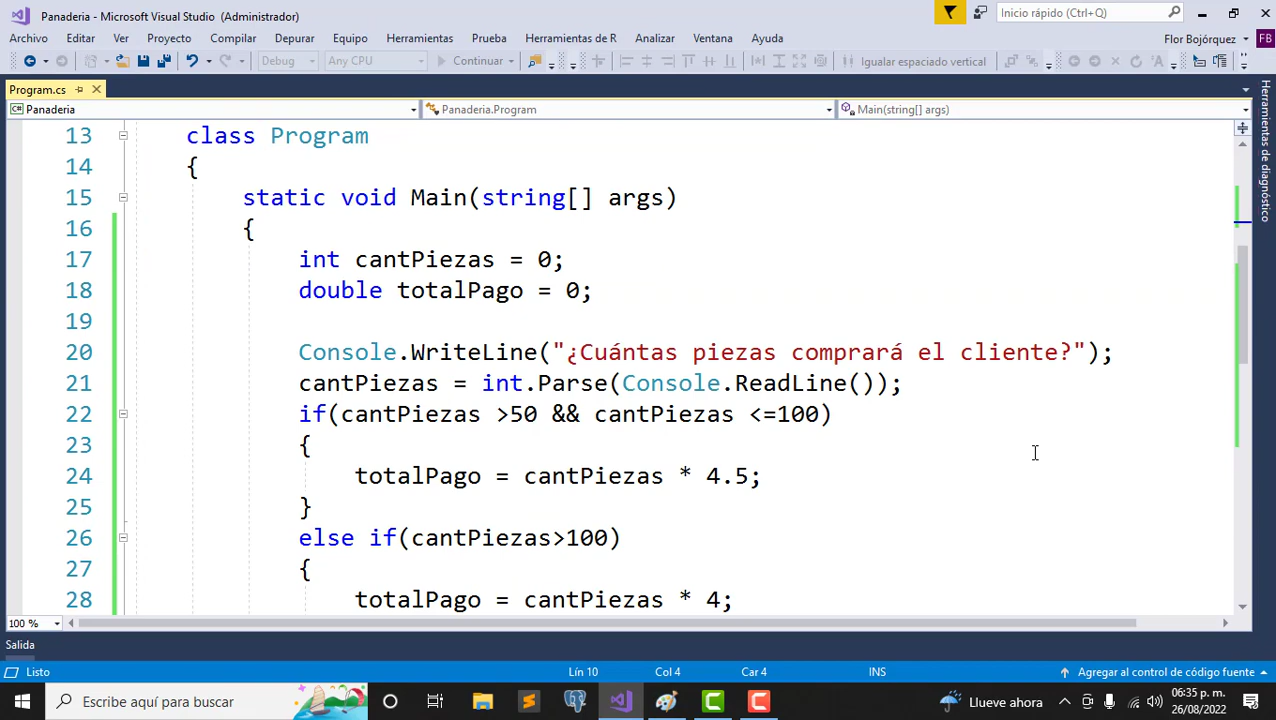 Panaderia - Microsoft Visual Studio (Administrador)
Inicio rápido (Ctrl+Q)
Archivo Editar Ver Proyecto Compilar Depurar Equipo Herramientas Prueba Herramientas de R Analizar Ventana Ayuda
Flor Bojórquez FB
Debug Any CPU Continuar Igualar espaciado vertical
Program.cs
Panaderia Panaderia.Program Main(string[] args)
Herramientas de diagnóstico
13 class Program
14 {
15 static void Main(string[] args)
16 {
17 int cantPiezas = 0;
18 double totalPago = 0;
19
20 Console.WriteLine("¿Cuántas piezas comprará el cliente?");
21 cantPiezas = int.Parse(Console.ReadLine());
22 if(cantPiezas >50 && cantPiezas <=100)
23 {
24 totalPago = cantPiezas * 4.5;
25 }
26 else if(cantPiezas>100)
27 {
28 totalPago = cantPiezas * 4;
100 %
Salida
Listo Lín 10 Col 4 Car 4 INS Agregar al control de código fuente
Escribe aquí para buscar
Llueve ahora
06:35 p. m.
26/08/2022